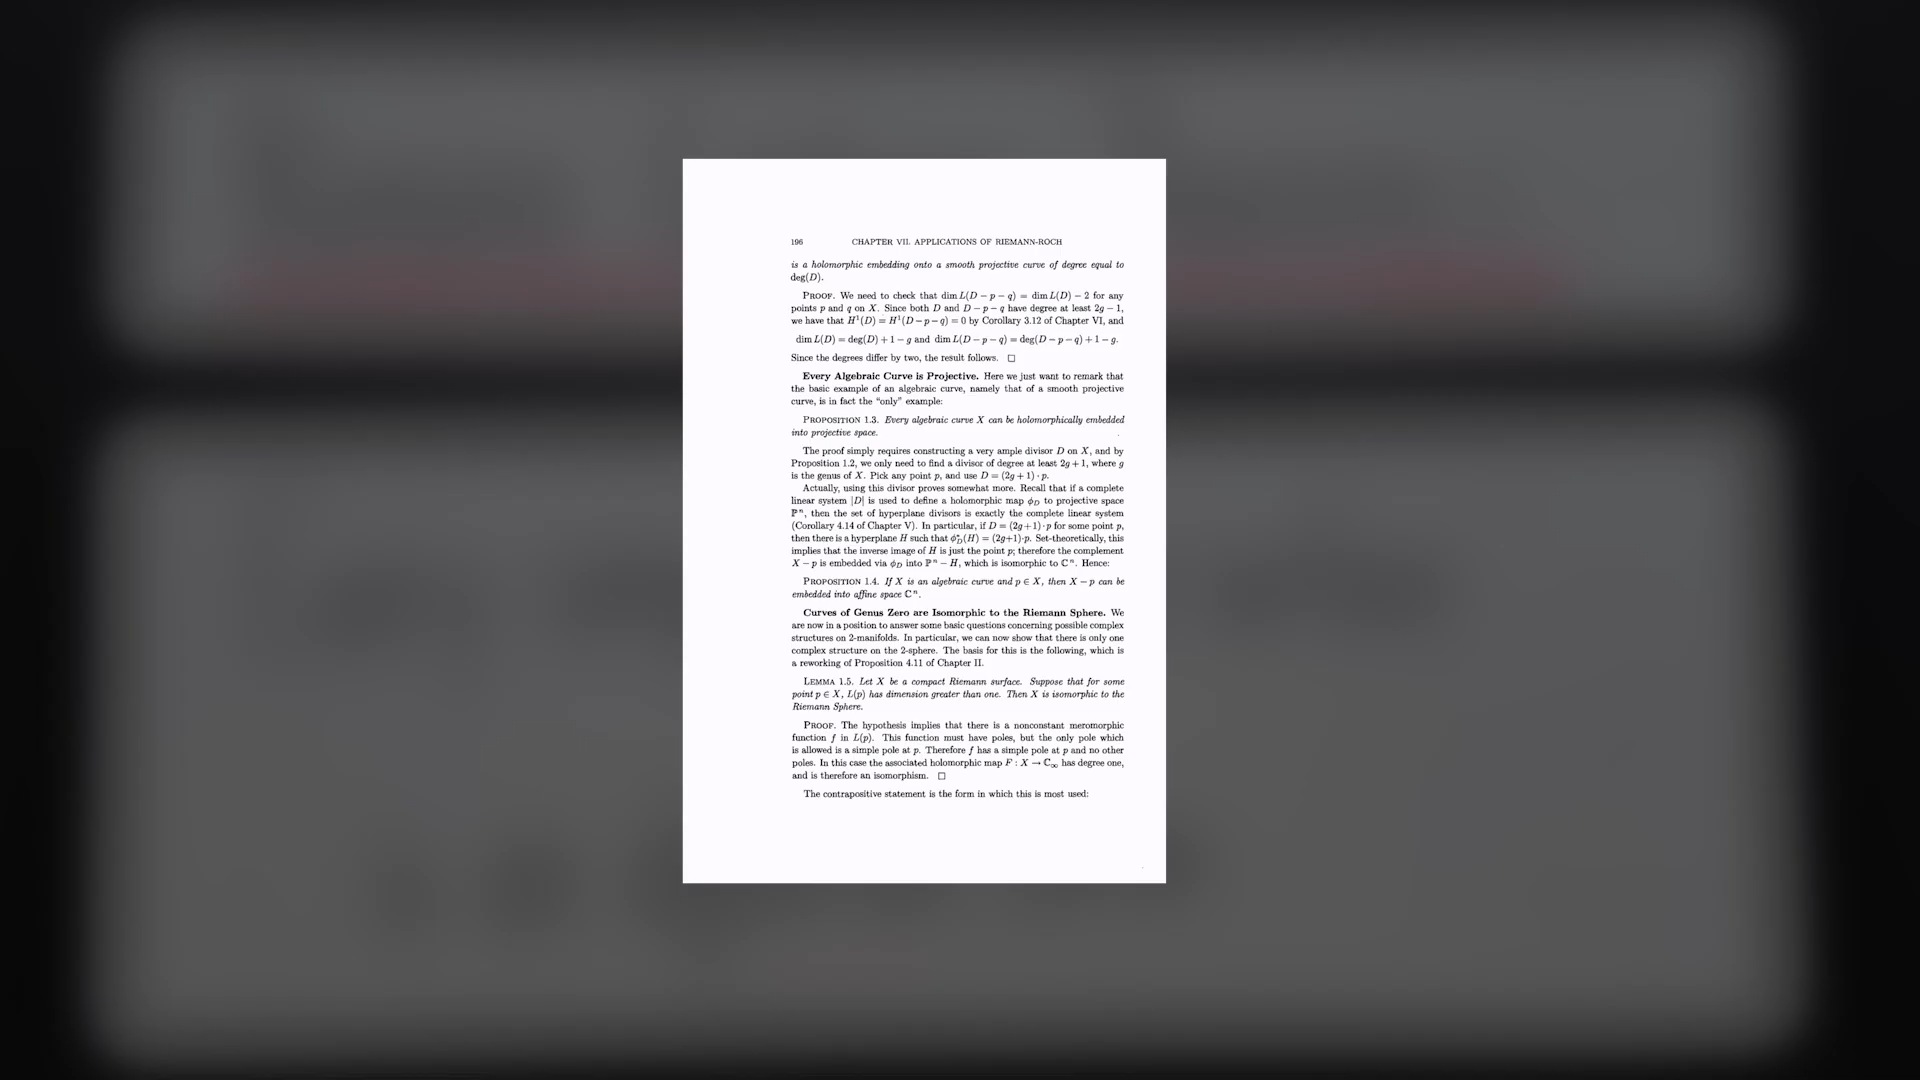 196 CHAPTER VII. APPLICATIONS OF RIEMANN-ROCH
is a holomorphic embedding onto a smooth projective curve of degree equal to
deg(D).
PROOF. We need to check that dim L(D − p − q) = dim L(D) − 2 for any
points p and q on X. Since both D and D − p − q have degree at least 2g − 1,
we have that H¹(D) = H¹(D − p − q) = 0 by Corollary 3.12 of Chapter VI, and
dim L(D) = deg(D) + 1 − g and dim L(D − p − q) = deg(D − p − q) + 1 − g.
Since the degrees differ by two, the result follows. □
Every Algebraic Curve is Projective. Here we just want to remark that
the basic example of an algebraic curve, namely that of a smooth projective
curve, is in fact the “only” example:
PROPOSITION 1.3. Every algebraic curve X can be holomorphically embedded
into projective space.
The proof simply requires constructing a very ample divisor D on X, and by
Proposition 1.2, we only need to find a divisor of degree at least 2g + 1, where g
is the genus of X. Pick any point p, and use D = (2g + 1) · p.
Actually, using this divisor proves somewhat more. Recall that if a complete
linear system |D| is used to define a holomorphic map ϕ_D to projective space
ℙⁿ, then the set of hyperplane divisors is exactly the complete linear system
(Corollary 4.14 of Chapter V). In particular, if D = (2g + 1) · p for some point p,
then there is a hyperplane H such that ϕ*_D(H) = (2g+1)·p. Set-theoretically, this
implies that the inverse image of H is just the point p; therefore the complement
X − p is embedded via ϕ_D into ℙⁿ − H, which is isomorphic to ℂⁿ. Hence:
PROPOSITION 1.4. If X is an algebraic curve and p ∈ X, then X − p can be
embedded into affine space ℂⁿ.
Curves of Genus Zero are Isomorphic to the Riemann Sphere. We
are now in a position to answer some basic questions concerning possible complex
structures on 2-manifolds. In particular, we can now show that there is only one
complex structure on the 2-sphere. The basis for this is the following, which is
a reworking of Proposition 4.11 of Chapter II.
LEMMA 1.5. Let X be a compact Riemann surface. Suppose that for some
point p ∈ X, L(p) has dimension greater than one. Then X is isomorphic to the
Riemann Sphere.
PROOF. The hypothesis implies that there is a nonconstant meromorphic
function f in L(p). This function must have poles, but the only pole which
is allowed is a simple pole at p. Therefore f has a simple pole at p and no other
poles. In this case the associated holomorphic map F : X → ℂ_∞ has degree one,
and is therefore an isomorphism. □
The contrapositive statement is the form in which this is most used: